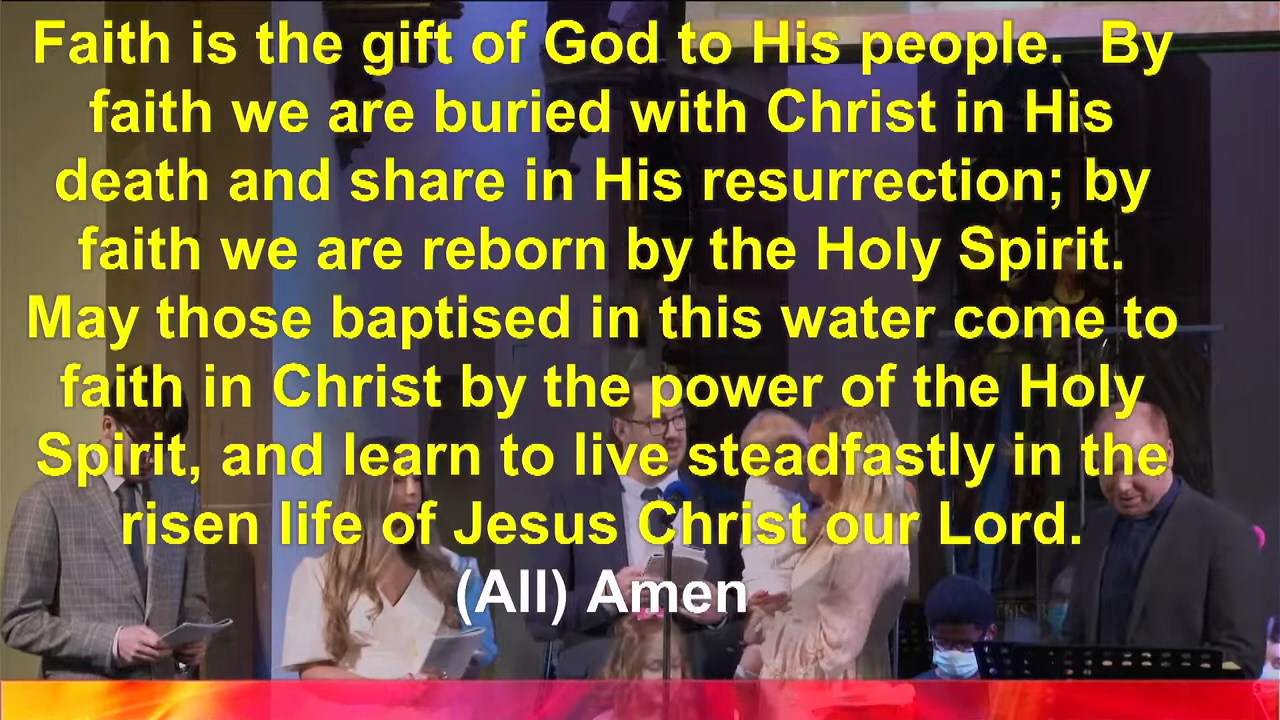 Faith is the gift of God to His people.  By
faith we are buried with Christ in His
death and share in His resurrection; by
faith we are reborn by the Holy Spirit.
May those baptised in this water come to
faith in Christ by the power of the Holy
Spirit, and learn to live steadfastly in the
risen life of Jesus Christ our Lord.
(All) Amen